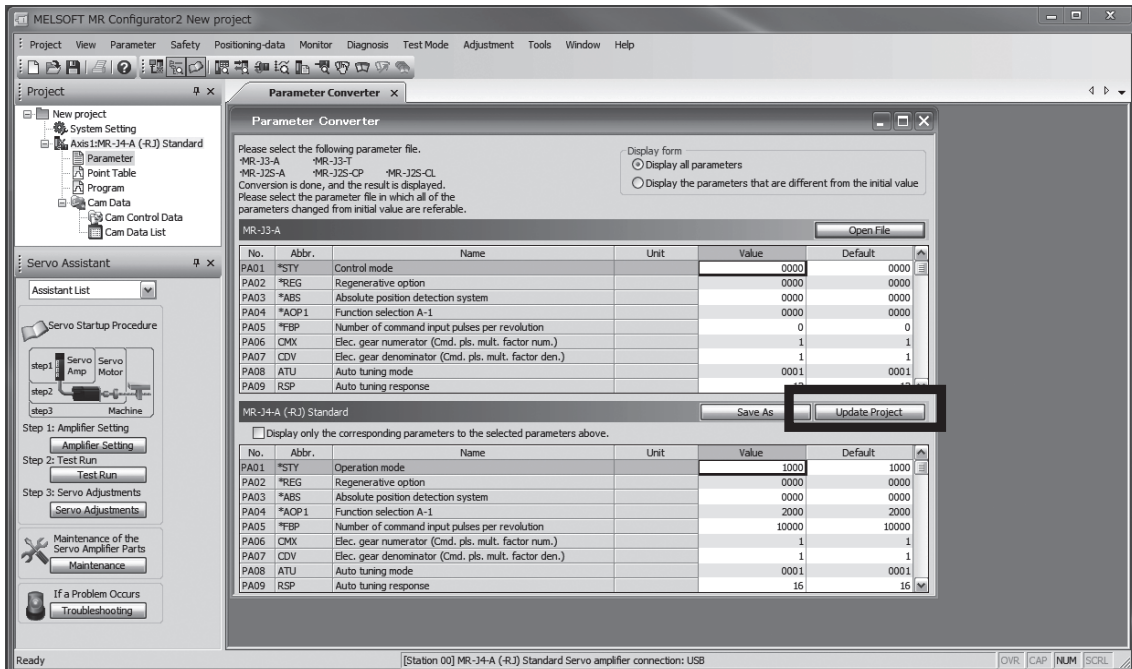 MELSOFT MR Configurator2 New project
Project View Parameter Safety Positioning-data Monitor Diagnosis Test Mode Adjustment Tools Window Help
Project
New project
System Setting
Axis1:MR-J4-A (-RJ) Standard
Parameter
Point Table
Program
Cam Data
Cam Control Data
Cam Data List
Servo Assistant
Assistant List
Servo Startup Procedure
step1 Servo Amp Servo Motor
step2
step3 Machine
Step 1: Amplifier Setting
Amplifier Setting
Step 2: Test Run
Test Run
Step 3: Servo Adjustments
Servo Adjustments
Maintenance of the
Servo Amplifier Parts
Maintenance
If a Problem Occurs
Troubleshooting
Parameter Converter
Parameter Converter
Please select the following parameter file.
·MR-J3-A ·MR-J3-T
·MR-J2S-A ·MR-J2S-CP ·MR-J2S-CL
Conversion is done, and the result is displayed.
Please select the parameter file in which all of the
parameters changed from initial value are referable.
Display form
Display all parameters
Display the parameters that are different from the initial value
MR-J3-A Open File
No. Abbr. Name Unit Value Default
PA01 *STY Control mode 0000 0000
PA02 *REG Regenerative option 0000 0000
PA03 *ABS Absolute position detection system 0000 0000
PA04 *AOP1 Function selection A-1 0000 0000
PA05 *FBP Number of command input pulses per revolution 0 0
PA06 CMX Elec. gear numerator (Cmd. pls. mult. factor num.) 1 1
PA07 CDV Elec. gear denominator (Cmd. pls. mult. factor den.) 1 1
PA08 ATU Auto tuning mode 0001 0001
PA09 RSP Auto tuning response 12 12
MR-J4-A (-RJ) Standard Save As Update Project
Display only the corresponding parameters to the selected parameters above.
No. Abbr. Name Unit Value Default
PA01 *STY Operation mode 1000 1000
PA02 *REG Regenerative option 0000 0000
PA03 *ABS Absolute position detection system 0000 0000
PA04 *AOP1 Function selection A-1 2000 2000
PA05 *FBP Number of command input pulses per revolution 10000 10000
PA06 CMX Elec. gear numerator (Cmd. pls. mult. factor num.) 1 1
PA07 CDV Elec. gear denominator (Cmd. pls. mult. factor den.) 1 1
PA08 ATU Auto tuning mode 0001 0001
PA09 RSP Auto tuning response 16 16
Ready [Station 00] MR-J4-A (-RJ) Standard Servo amplifier connection: USB OVR CAP NUM SCRL